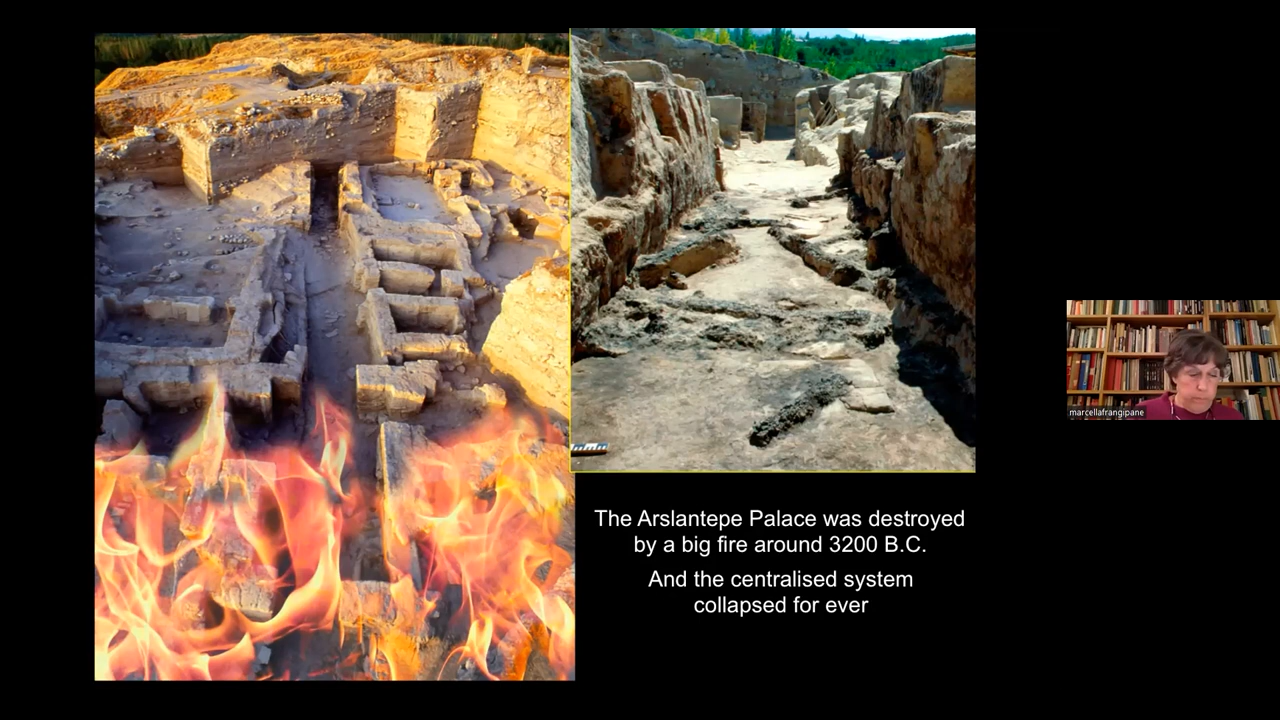 The Arslantepe Palace was destroyed
by a big fire around 3200 B.C.
And the centralised system
collapsed for ever
marcellafrangipane